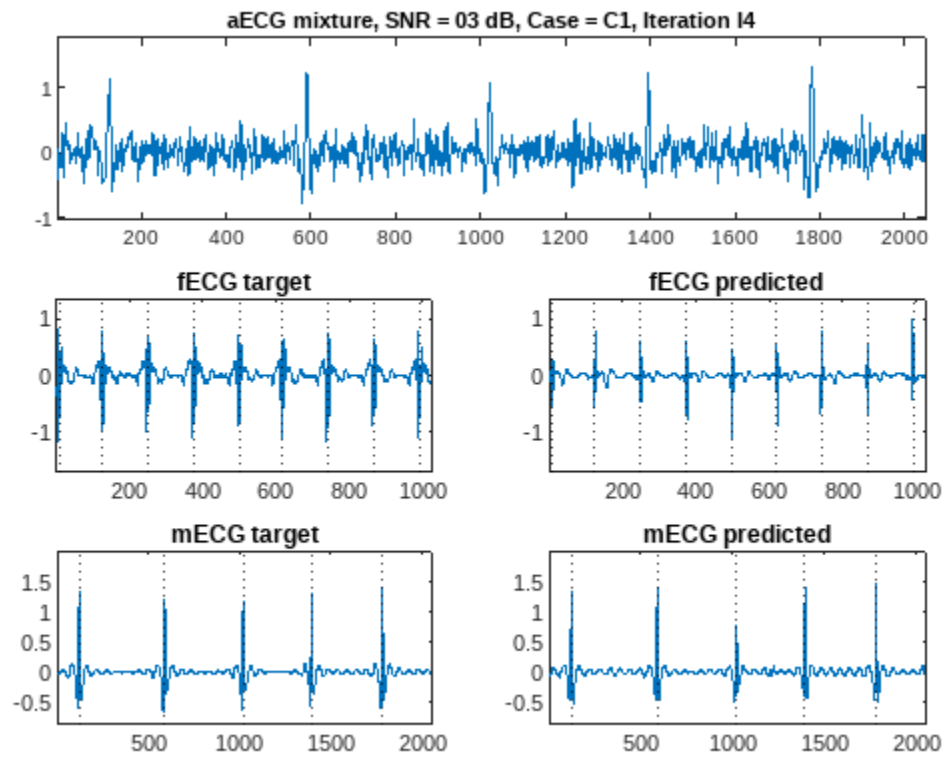 aECG mixture, SNR = 03 dB, Case = C1, Iteration I4
1
0
-1
200 400 600 800 1000 1200 1400 1600 1800 2000
fECG target fECG predicted
1 1
0 0
-1 -1
200 400 600 800 1000 200 400 600 800 1000
mECG target mECG predicted
1.5 1.5
1 1
0.5 0.5
0 0
-0.5 -0.5
500 1000 1500 2000 500 1000 1500 2000